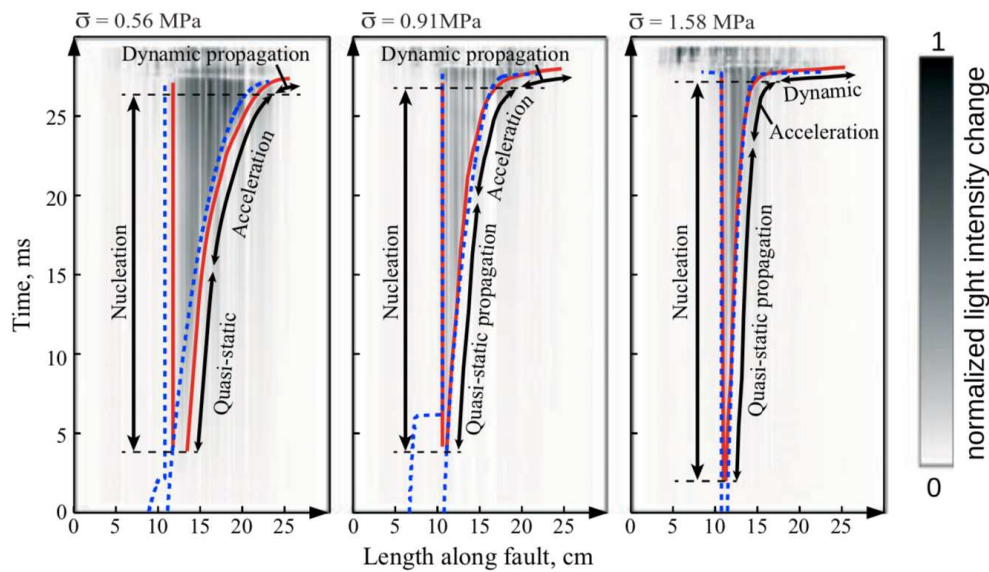 σ̄ = 0.56 MPa
σ̄ = 0.91MPa
σ̄ = 1.58 MPa
Time, ms
25
20
15
10
5
0
Dynamic propagation
Nucleation
Acceleration
Quasi-static
0 5 10 15 20 25
Dynamic propagation
Nucleation
Acceleration
Quasi-static propagation
0 5 10 15 20 25
Dynamic
Acceleration
Nucleation
Quasi-static propagation
0 5 10 15 20 25
Length along fault, cm
1
normalized light intensity change
0